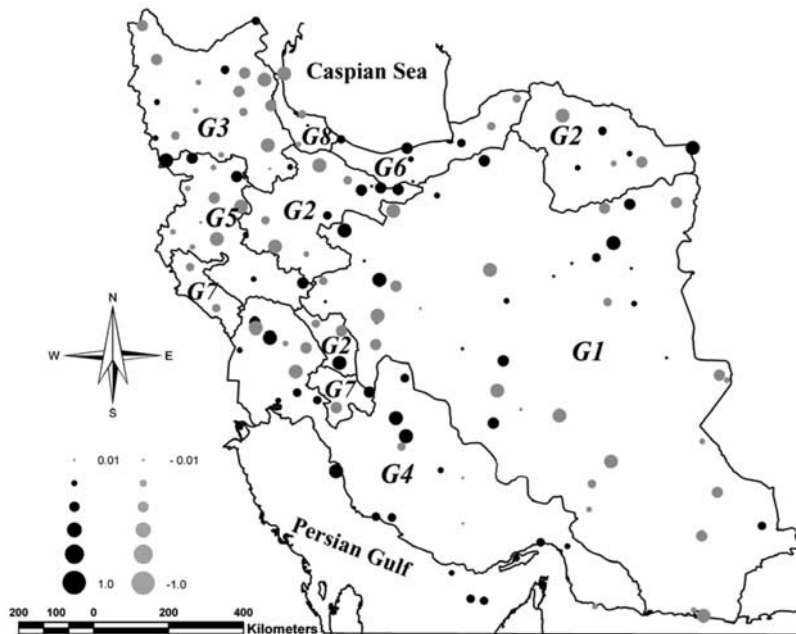 Caspian Sea
G3
G8
G2
G6
G5
G2
G7
G1
G2
G7
G4
N
W
E
S
0.01
- 0.01
1.0
-1.0
Persian Gulf
200 100 0 200 400
Kilometers